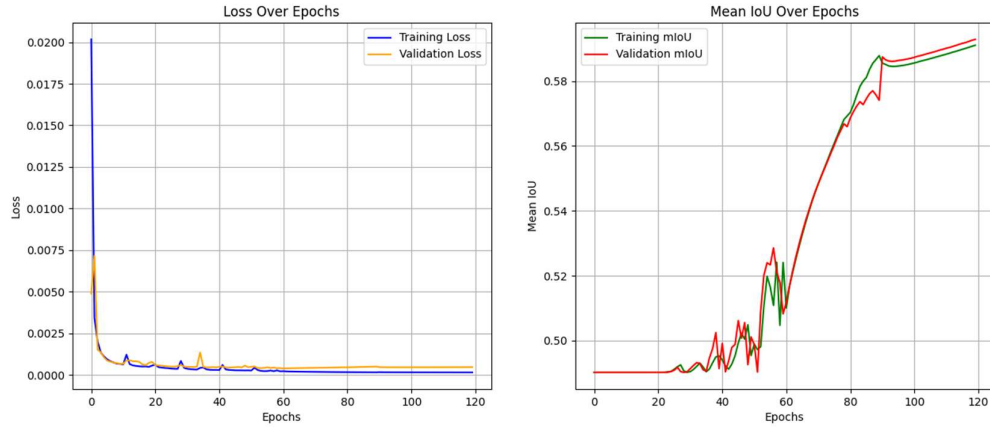 Loss Over Epochs
Training Loss
Validation Loss
0.0200
0.0175
0.0150
0.0125
0.0100
0.0075
0.0050
0.0025
0.0000
Loss
0 20 40 60 80 100 120
Epochs
Mean IoU Over Epochs
Training mIoU
Validation mIoU
0.58
0.56
0.54
0.52
0.50
Mean IoU
0 20 40 60 80 100 120
Epochs